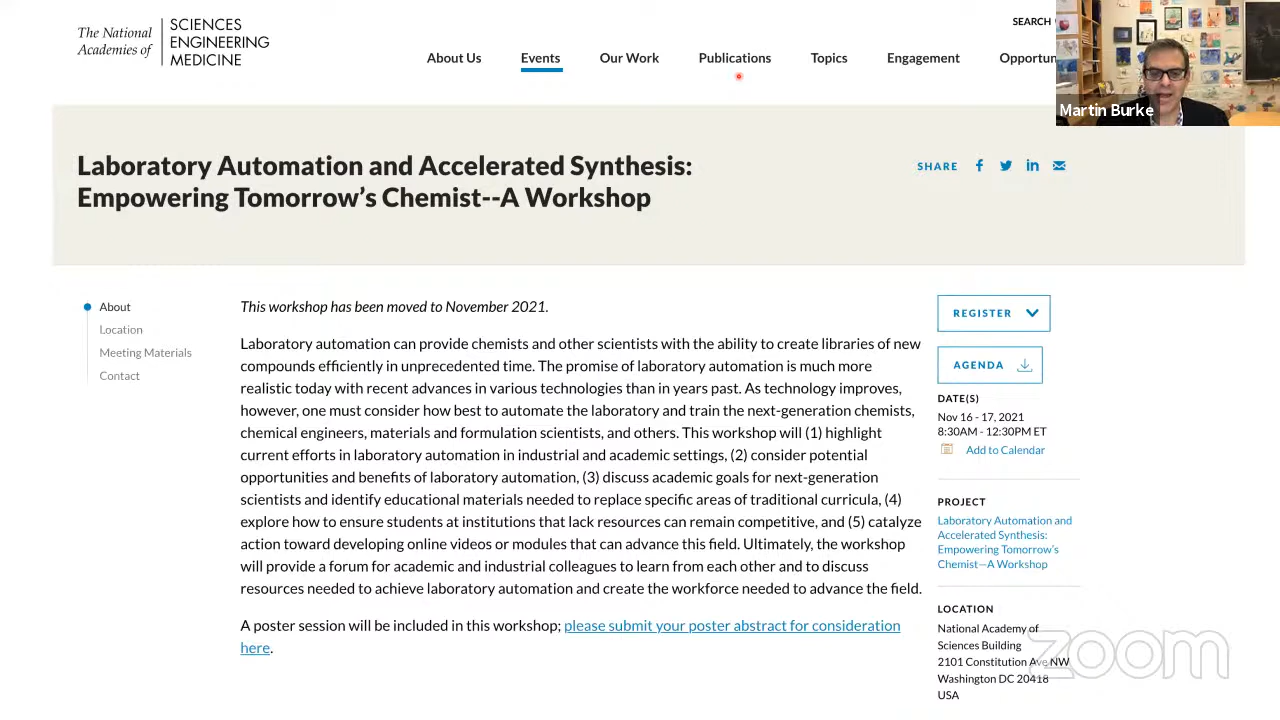 The National
Academies of
SCIENCES
ENGINEERING
MEDICINE
SEARCH
About Us
Events
Our Work
Publications
Topics
Engagement
Martin Burke
Laboratory Automation and Accelerated Synthesis:
Empowering Tomorrow's Chemist--A Workshop
SHARE
About
Location
Meeting Materials
Contact
This workshop has been moved to November 2021.
Laboratory automation can provide chemists and other scientists with the ability to create libraries of new
compounds efficiently in unprecedented time. The promise of laboratory automation is much more
realistic today with recent advances in various technologies than in years past. As technology improves,
however, one must consider how best to automate the laboratory and train the next-generation chemists,
chemical engineers, materials and formulation scientists, and others. This workshop will (1) highlight
current efforts in laboratory automation in industrial and academic settings, (2) consider potential
opportunities and benefits of laboratory automation, (3) discuss academic goals for next-generation
scientists and identify educational materials needed to replace specific areas of traditional curricula, (4)
explore how to ensure students at institutions that lack resources can remain competitive, and (5) catalyze
action toward developing online videos or modules that can advance this field. Ultimately, the workshop
will provide a forum for academic and industrial colleagues to learn from each other and to discuss
resources needed to achieve laboratory automation and create the workforce needed to advance the field.
A poster session will be included in this workshop; please submit your poster abstract for consideration
here.
REGISTER
AGENDA
DATE(S)
Nov 16 - 17, 2021
8:30AM - 12:30PM ET
Add to Calendar
PROJECT
Laboratory Automation and
Accelerated Synthesis:
Empowering Tomorrow's
Chemist—A Workshop
LOCATION
National Academy of
Sciences Building
2101 Constitution Ave NW
Washington DC 20418
USA
zoom